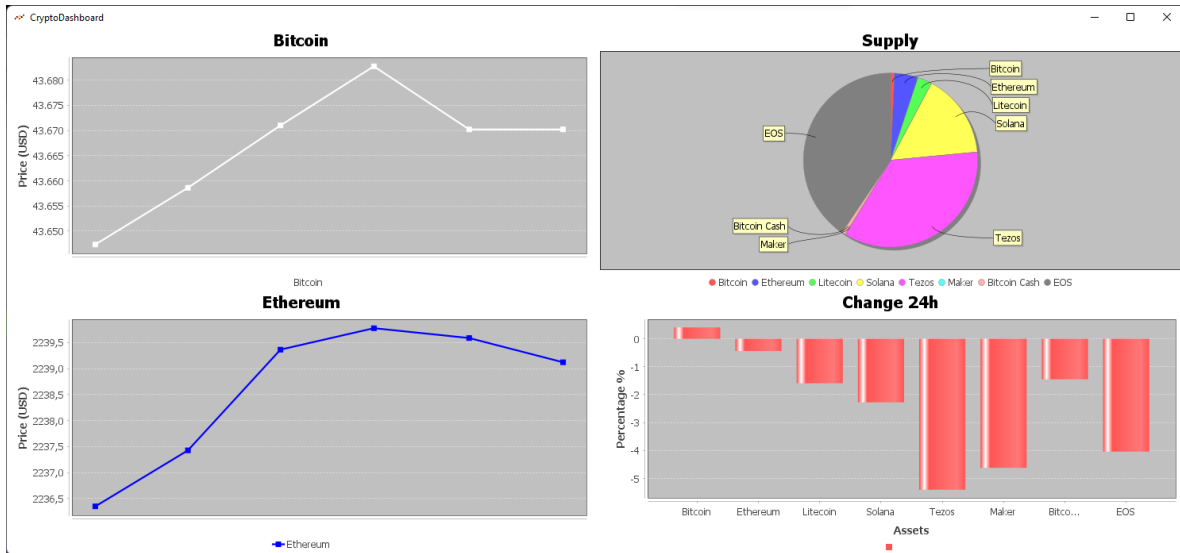 CryptoDashboard
Bitcoin
Price (USD)
43.680
43.675
43.670
43.665
43.660
43.655
43.650
Bitcoin
Supply
Bitcoin
Ethereum
Litecoin
Solana
EOS
Bitcoin Cash
Maker
Tezos
Bitcoin Ethereum Litecoin Solana Tezos Maker Bitcoin Cash EOS
Ethereum
Price (USD)
2239,5
2239,0
2238,5
2238,0
2237,5
2237,0
2236,5
Ethereum
Change 24h
Percentage %
0
-1
-2
-3
-4
-5
Bitcoin Ethereum Litecoin Solana Tezos Maker Bitco... EOS
Assets